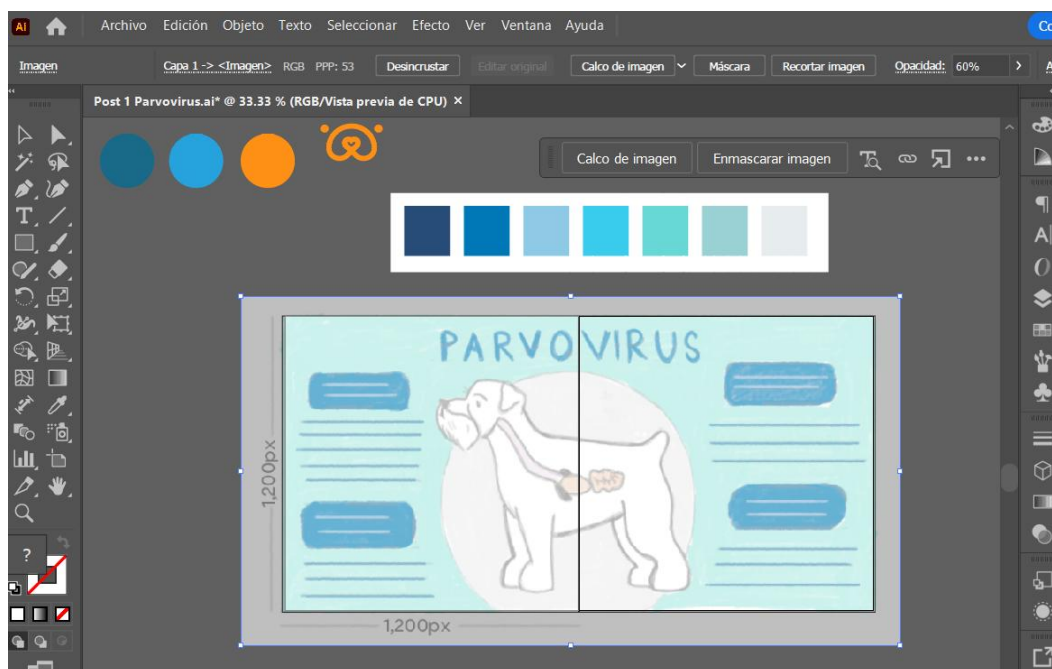 Ai
Archivo Edición Objeto Texto Seleccionar Efecto Ver Ventana Ayuda
Imagen Capa 1 -> <Imagen> RGB PPP: 53 Desincrustar Editar original Calco de imagen Máscara Recortar imagen Opacidad: 60%
Post 1 Parvovirus.ai* @ 33.33 % (RGB/Vista previa de CPU) ×
Calco de imagen Enmascarar imagen
PARVOVIRUS
1,200px
1,200px